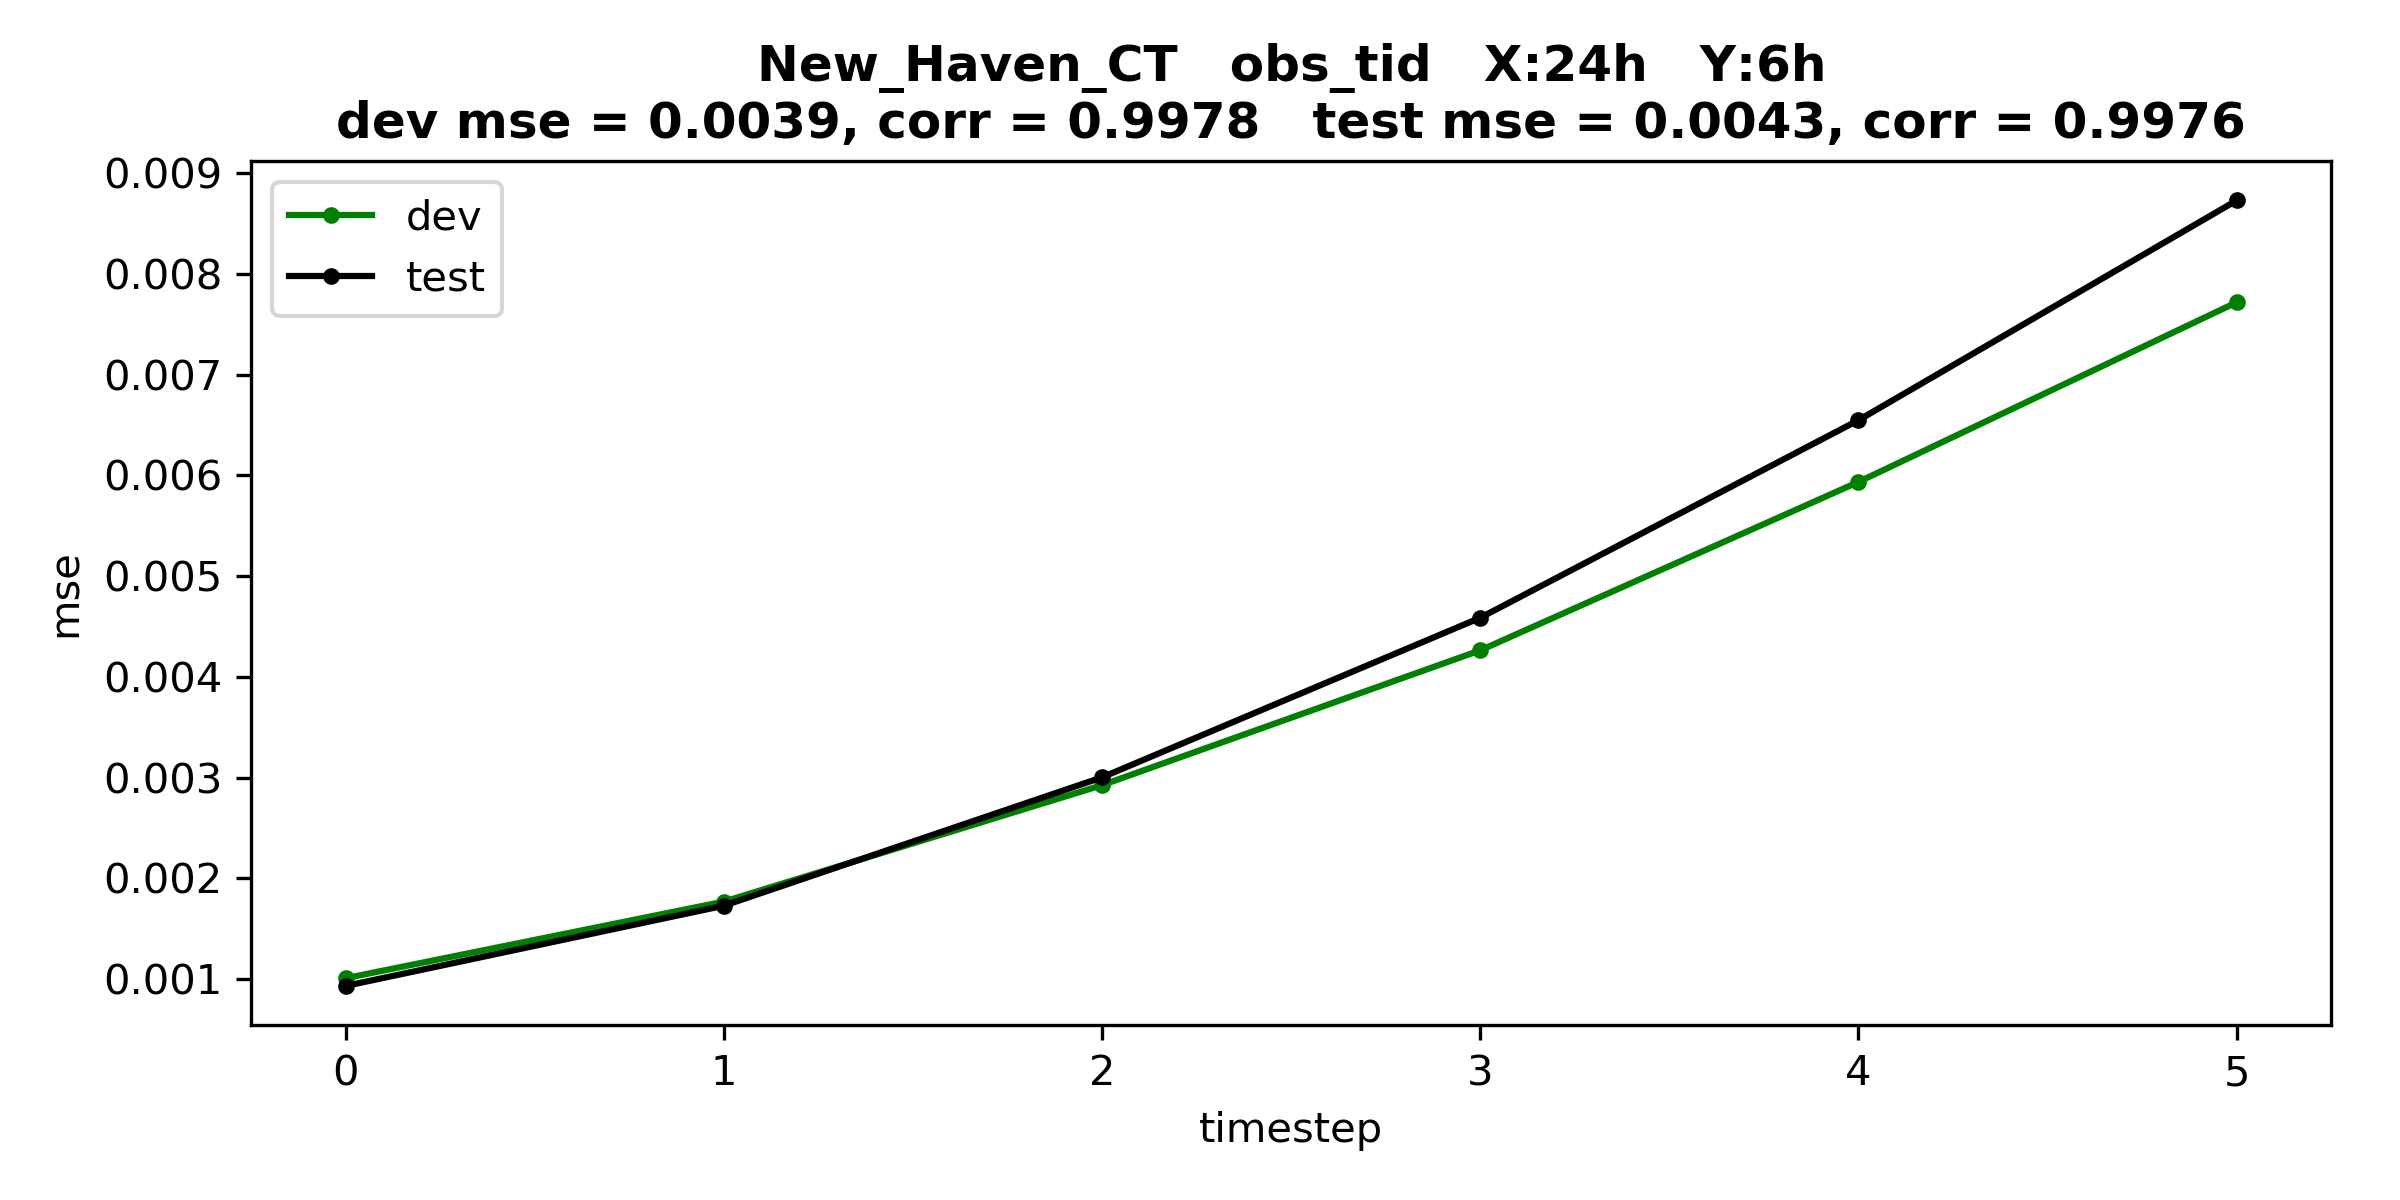 New_Haven_CT   obs_tid   X:24h   Y:6h
dev mse = 0.0039, corr = 0.9978   test mse = 0.0043, corr = 0.9976
dev
test
0.009
0.008
0.007
0.006
0.005
0.004
0.003
0.002
0.001
mse
0 1 2 3 4 5
timestep